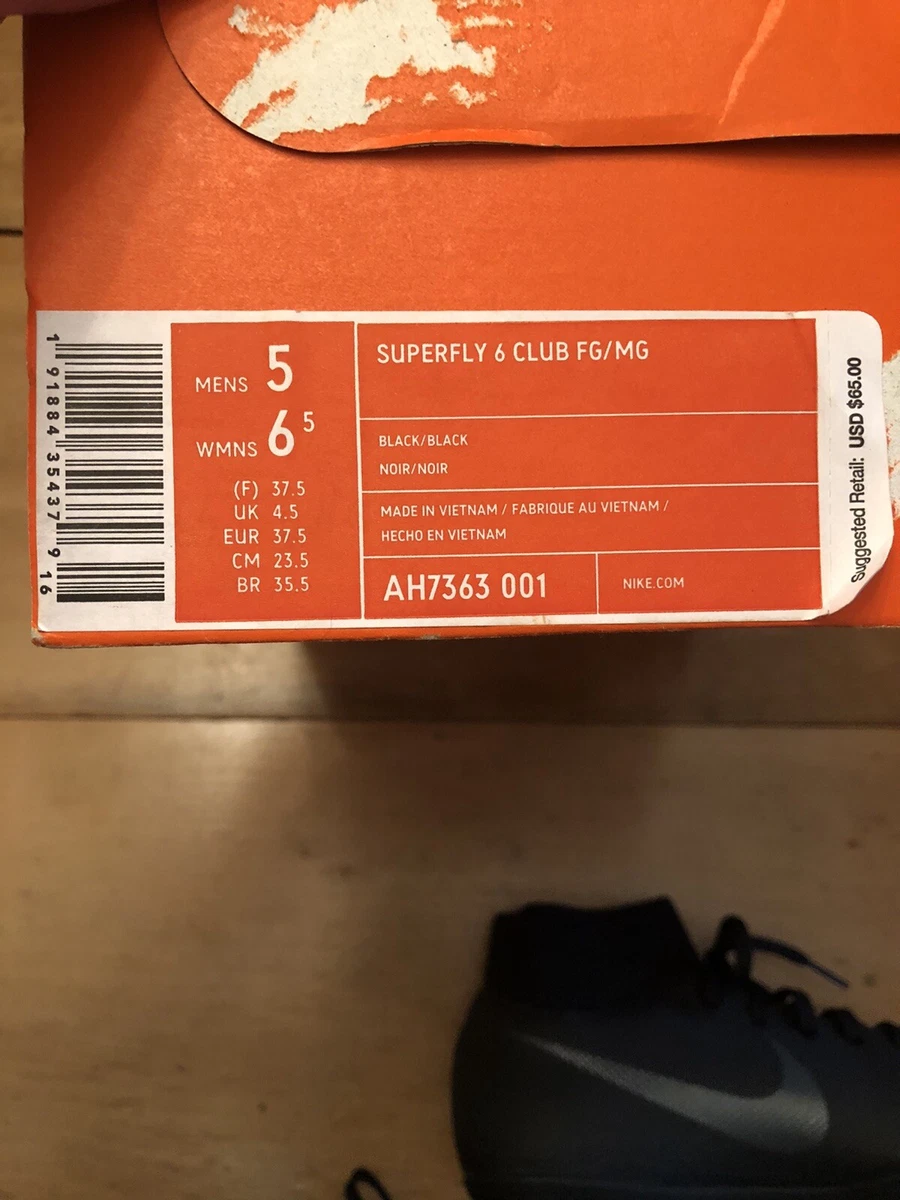 1 91884 35437 9 16
MENS 5
WMNS 6 5
(F) 37.5
UK 4.5
EUR 37.5
CM 23.5
BR 35.5
SUPERFLY 6 CLUB FG/MG
BLACK/BLACK
NOIR/NOIR
MADE IN VIETNAM / FABRIQUE AU VIETNAM /
HECHO EN VIETNAM
AH7363 001
NIKE.COM
Suggested Retail: USD $65.00